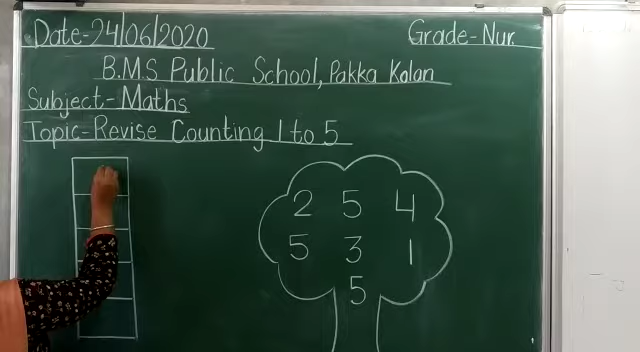 Date-24/06/2020 Grade-Nur.
B.M.S Public School, Pakka Kalan
Subject-Maths
Topic-Revise Counting 1 to 5
2 5 4
5 3 1
5